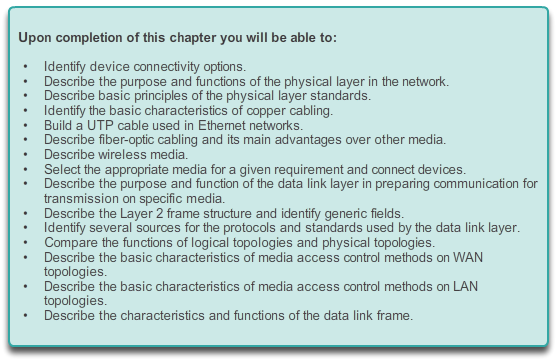 Upon completion of this chapter you will be able to:
• Identify device connectivity options.
• Describe the purpose and functions of the physical layer in the network.
• Describe basic principles of the physical layer standards.
• Identify the basic characteristics of copper cabling.
• Build a UTP cable used in Ethernet networks.
• Describe fiber-optic cabling and its main advantages over other media.
• Describe wireless media.
• Select the appropriate media for a given requirement and connect devices.
• Describe the purpose and function of the data link layer in preparing communication for
transmission on specific media.
• Describe the Layer 2 frame structure and identify generic fields.
• Identify several sources for the protocols and standards used by the data link layer.
• Compare the functions of logical topologies and physical topologies.
• Describe the basic characteristics of media access control methods on WAN
topologies.
• Describe the basic characteristics of media access control methods on LAN
topologies.
• Describe the characteristics and functions of the data link frame.